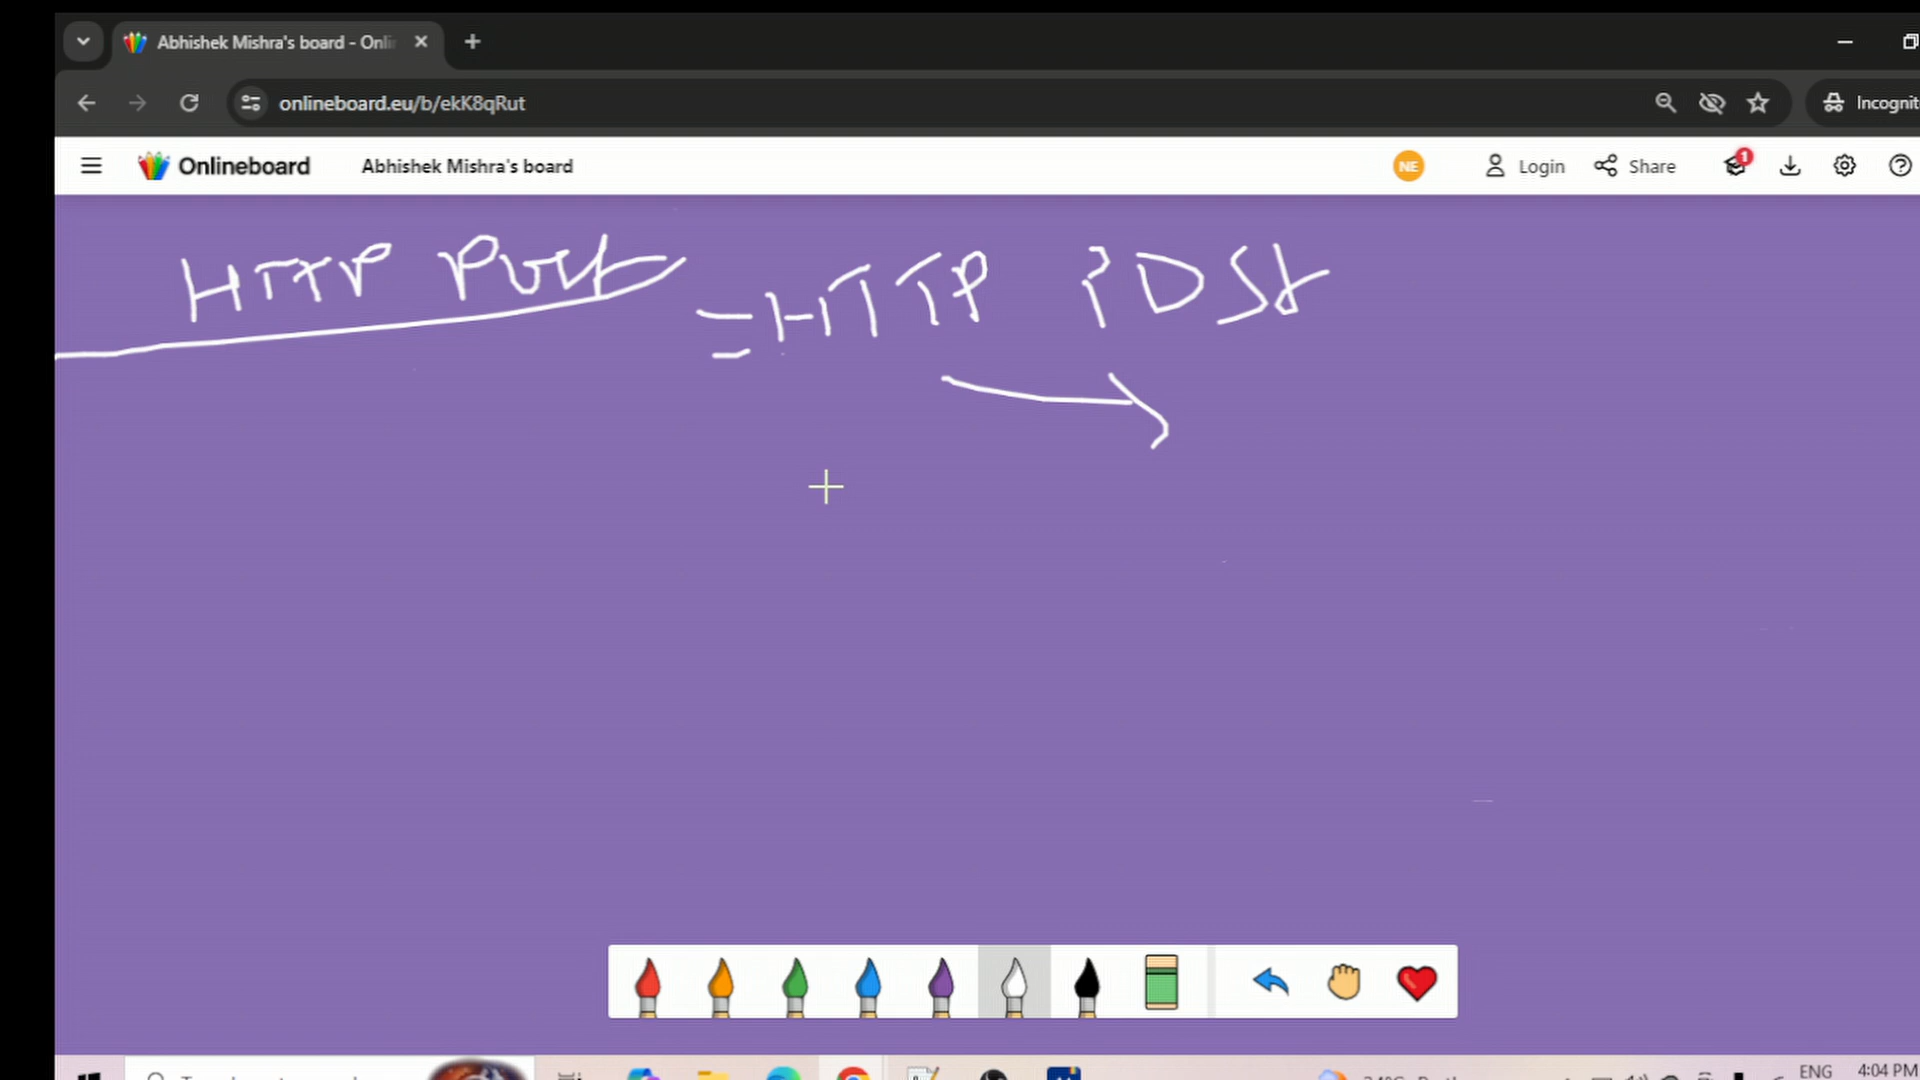 Abhishek Mishra's board - Onli
onlineboard.eu/b/ekK8qRut
Incognit
Onlineboard Abhishek Mishra's board NE Login Share 1
HTTP = HTTP POSt
ENG 4:04 PM